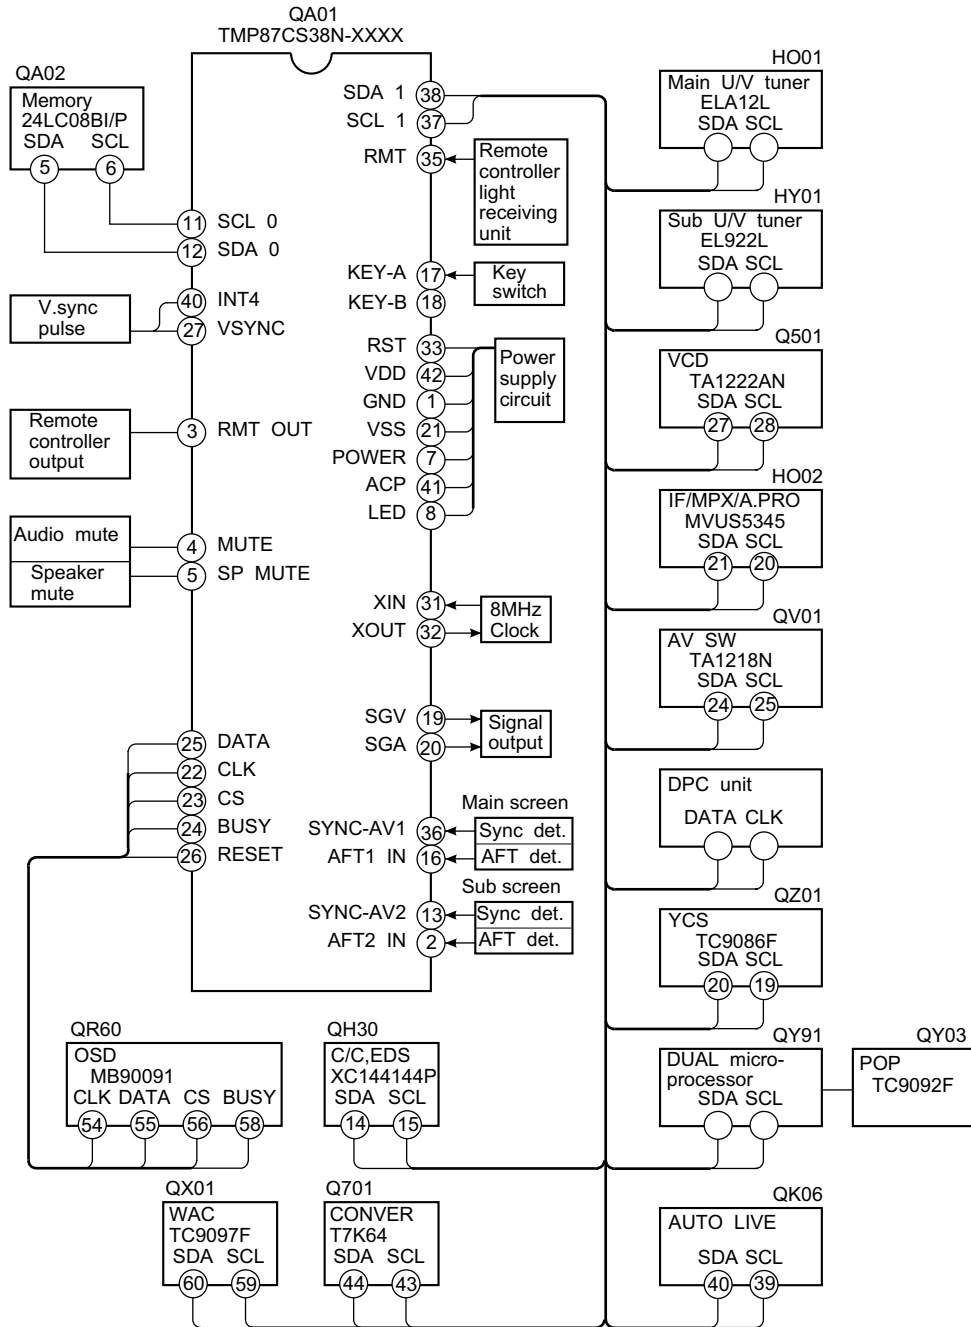 QA01
TMP87CS38N-XXXX
QA02
Memory
24LC08BI/P
SDA SCL
5 6
11 SCL 0
12 SDA 0
V.sync
pulse
40 INT4
27 VSYNC
Remote
controller
output
3 RMT OUT
Audio mute
Speaker
mute
4 MUTE
5 SP MUTE
25 DATA
22 CLK
23 CS
24 BUSY
26 RESET
SDA 1 38
SCL 1 37
RMT 35
Remote
controller
light
receiving
unit
KEY-A 17
KEY-B 18
Key
switch
RST 33
VDD 42
GND 1
VSS 21
POWER 7
ACP 41
LED 8
Power
supply
circuit
XIN 31
XOUT 32
8MHz
Clock
SGV 19
SGA 20
Signal
output
Main screen
SYNC-AV1 36 Sync det.
AFT1 IN 16 AFT det.
Sub screen
SYNC-AV2 13 Sync det.
AFT2 IN 2 AFT det.
HO01
Main U/V tuner
ELA12L
SDA SCL
HY01
Sub U/V tuner
EL922L
SDA SCL
Q501
VCD
TA1222AN
SDA SCL
27 28
HO02
IF/MPX/A.PRO
MVUS5345
SDA SCL
21 20
QV01
AV SW
TA1218N
SDA SCL
24 25
DPC unit
DATA CLK
QZ01
YCS
TC9086F
SDA SCL
20 19
QY91
DUAL micro-
processor
SDA SCL
QY03
POP
TC9092F
QR60
OSD
MB90091
CLK DATA CS BUSY
54 55 56 58
QH30
C/C,EDS
XC144144P
SDA SCL
14 15
QX01
WAC
TC9097F
SDA SCL
60 59
Q701
CONVER
T7K64
SDA SCL
44 43
QK06
AUTO LIVE
SDA SCL
40 39